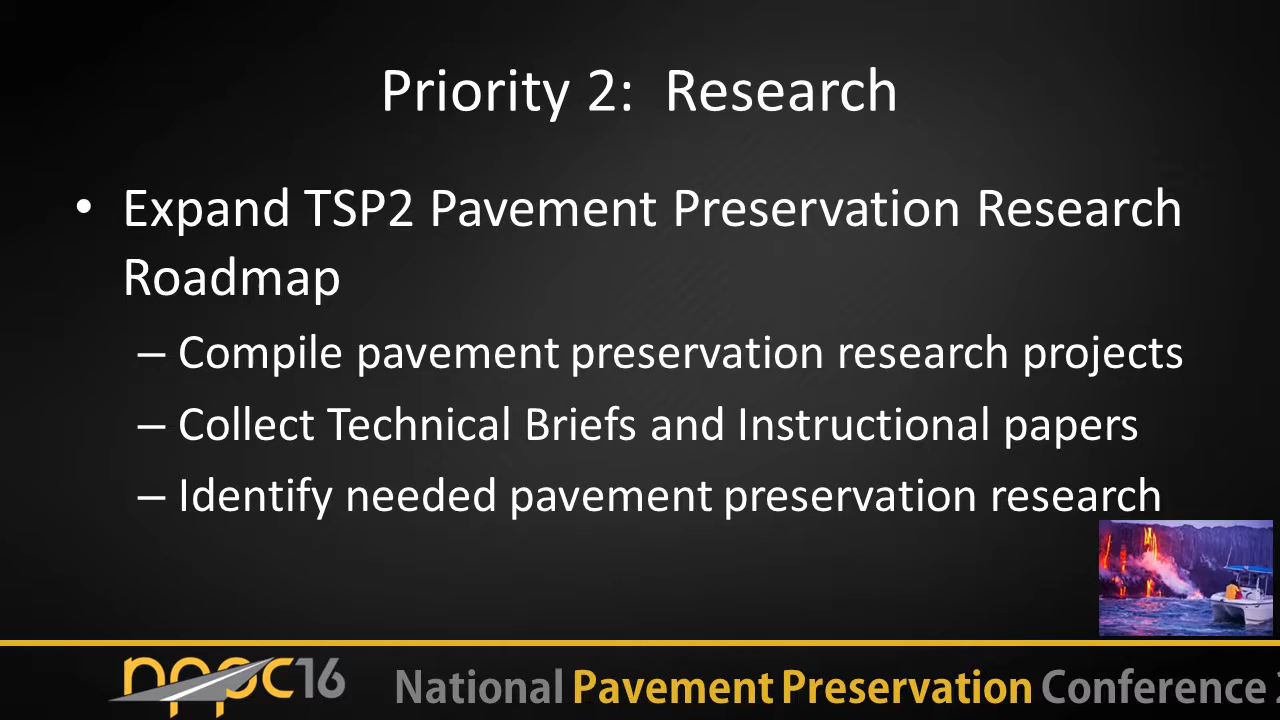 Priority 2: Research
• Expand TSP2 Pavement Preservation Research
Roadmap
– Compile pavement preservation research projects
– Collect Technical Briefs and Instructional papers
– Identify needed pavement preservation research
nppc16
National Pavement Preservation Conference